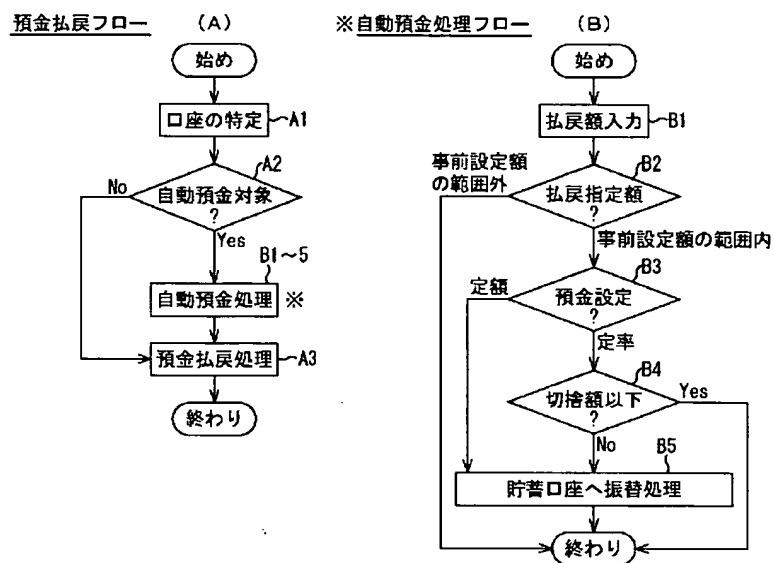 預金払戻フロー (A)
始め
口座の特定 A1
A2
No
自動預金対象
?
Yes
B1~5
自動預金処理 ※
預金払戻処理 A3
終わり
※自動預金処理フロー (B)
始め
払戻額入力 B1
事前設定額
の範囲外
B2
払戻指定額
?
事前設定額の範囲内
B3
定額
預金設定
?
定率
B4
切捨額以下
?
Yes
No
B5
貯蓄口座へ振替処理
終わり